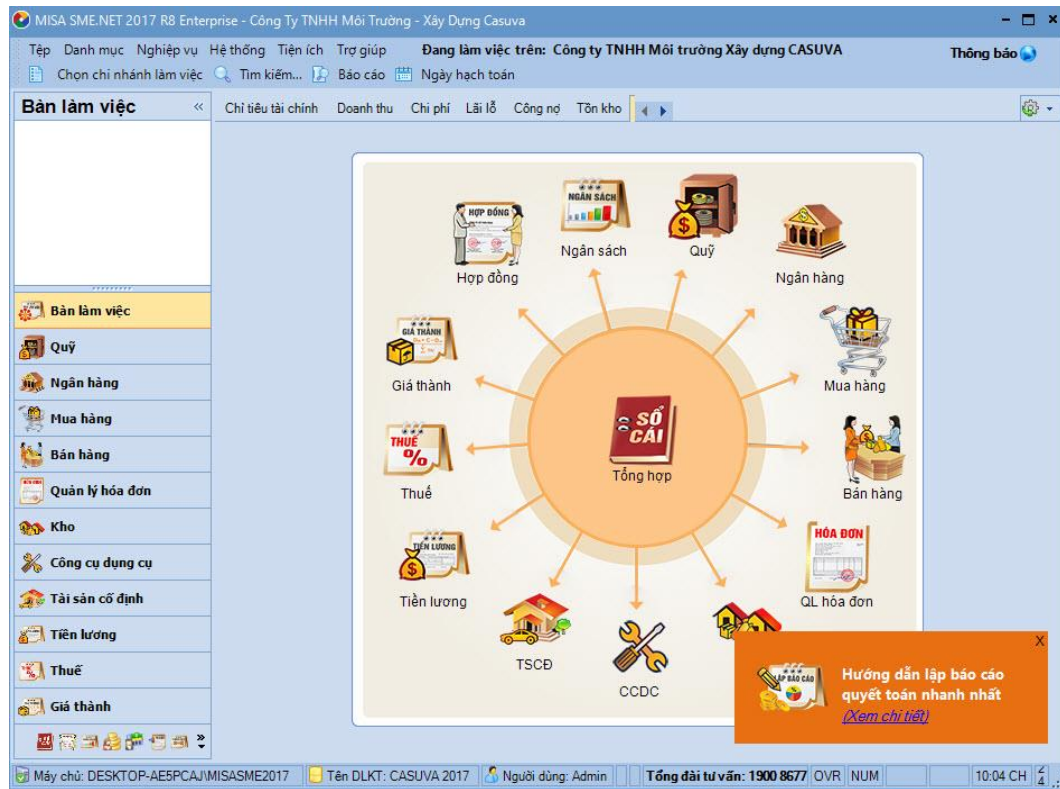 MISA SME.NET 2017 R8 Enterprise - Công Ty TNHH Môi Trường - Xây Dựng Casuva
Tệp Danh mục Nghiệp vụ Hệ thống Tiện ích Trợ giúp Đang làm việc trên: Công ty TNHH Môi trường Xây dựng CASUVA Thông báo
Chọn chi nhánh làm việc Tìm kiếm... Báo cáo Ngày hạch toán
Bàn làm việc «
Chỉ tiêu tài chính Doanh thu Chi phí Lãi lỗ Công nợ Tồn kho
Bàn làm việc
Quỹ
Ngân hàng
Mua hàng
Bán hàng
Quản lý hóa đơn
Kho
Công cụ dụng cụ
Tài sản cố định
Tiền lương
Thuế
Giá thành
HỢP ĐỒNG
Hợp đồng
NGÂN SÁCH
Ngân sách
Quỹ
Ngân hàng
GIÁ THÀNH
Giá thành
Mua hàng
SỔ CÁI
Tổng hợp
THUẾ %
Thuế
Bán hàng
TIỀN LƯƠNG
Tiền lương
HÓA ĐƠN
QL hóa đơn
TSCĐ
CCDC
X
LẬP BÁO CÁO
Hướng dẫn lập báo cáo
quyết toán nhanh nhất
(Xem chi tiết)
Máy chủ: DESKTOP-AE5PCAJ\MISASME2017 Tên DLKT: CASUVA 2017 Người dùng: Admin Tổng đài tư vấn: 1900 8677 OVR NUM 10:04 CH